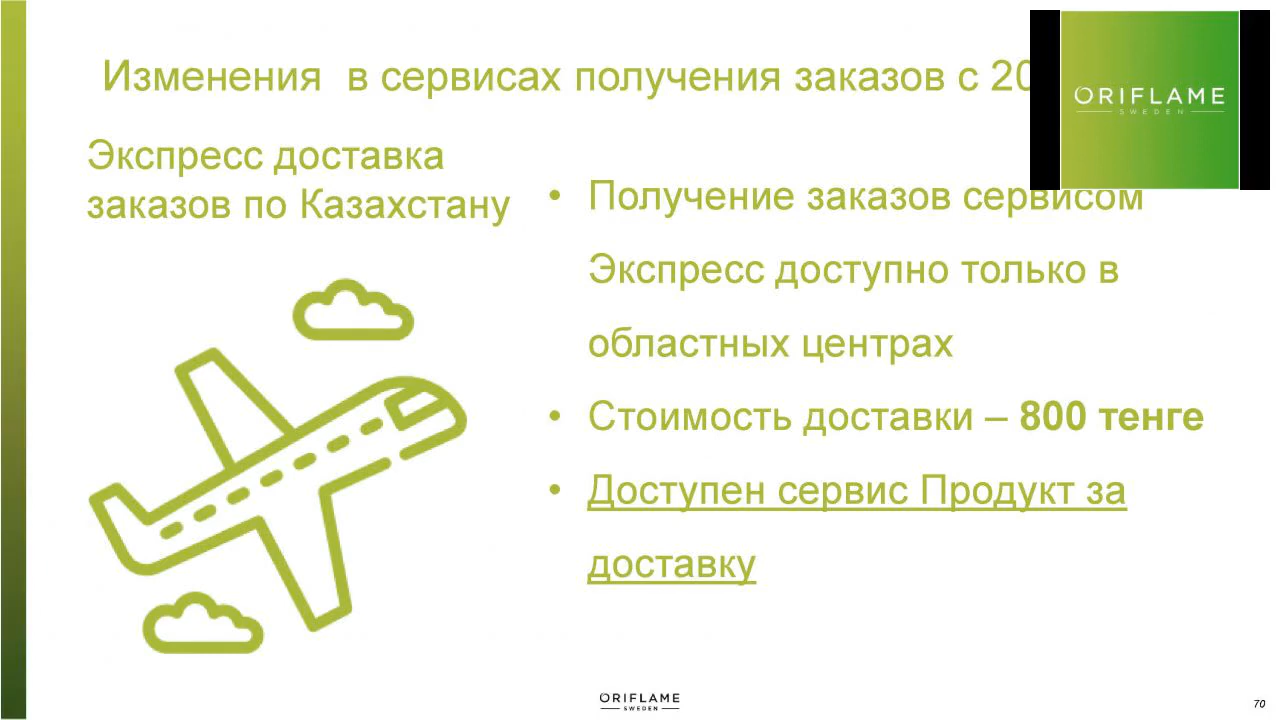 Изменения в сервисах получения заказов с 20
ORIFLAME
SWEDEN
Экспресс доставка
заказов по Казахстану
• Получение заказов сервисом
Экспресс доступно только в
областных центрах
• Стоимость доставки – 800 тенге
• Доступен сервис Продукт за
доставку
ORIFLAME
SWEDEN
70